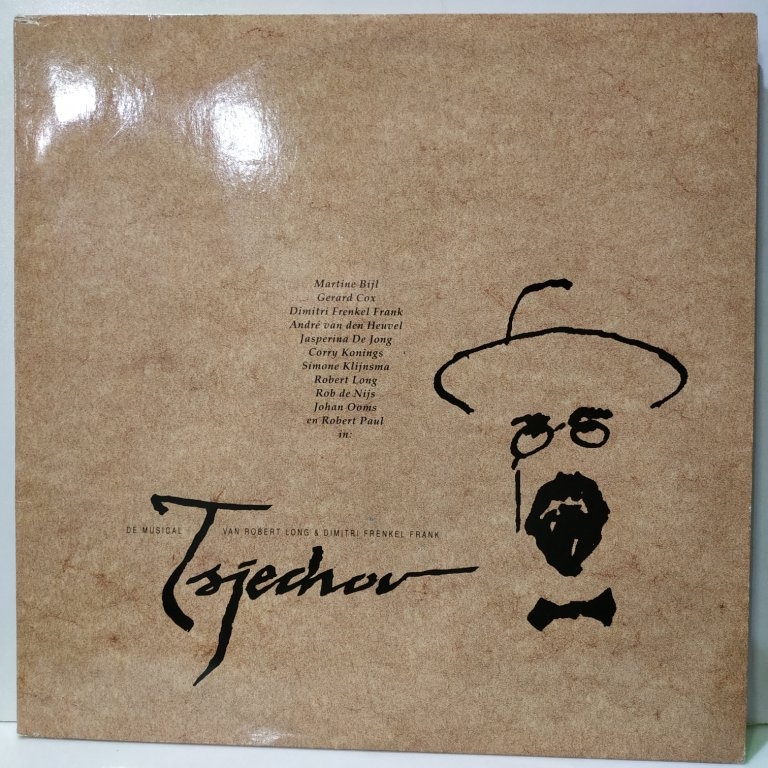 Martine Bijl
Gerard Cox
Dimitri Frenkel Frank
André van den Heuvel
Jasperina De Jong
Corry Konings
Simone Klijnsma
Robert Long
Rob de Nijs
Johan Ooms
en Robert Paul
in:
DE MUSICAL VAN ROBERT LONG & DIMITRI FRENKEL FRANK
Tsjechov